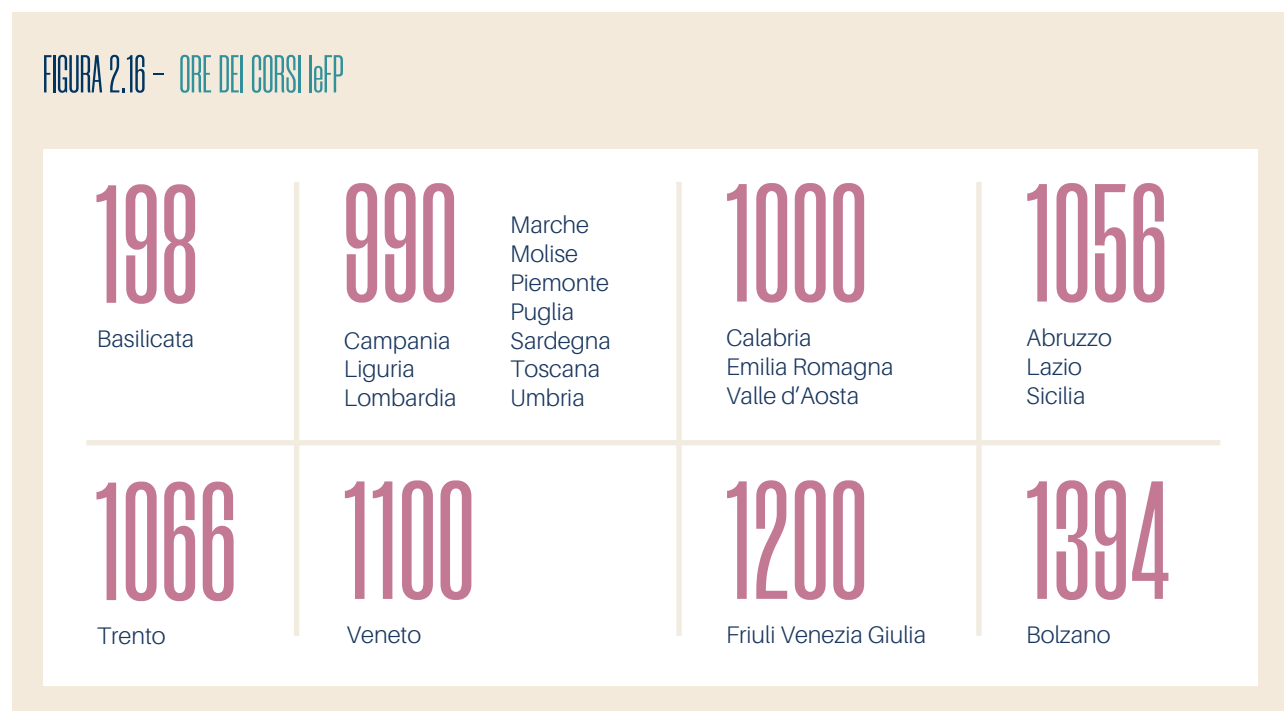 FIGURA 2.16 – ORE DEI CORSI IeFP
198
Basilicata
990
Campania
Liguria
Lombardia
Marche
Molise
Piemonte
Puglia
Sardegna
Toscana
Umbria
1000
Calabria
Emilia Romagna
Valle d’Aosta
1056
Abruzzo
Lazio
Sicilia
1066
Trento
1100
Veneto
1200
Friuli Venezia Giulia
1394
Bolzano